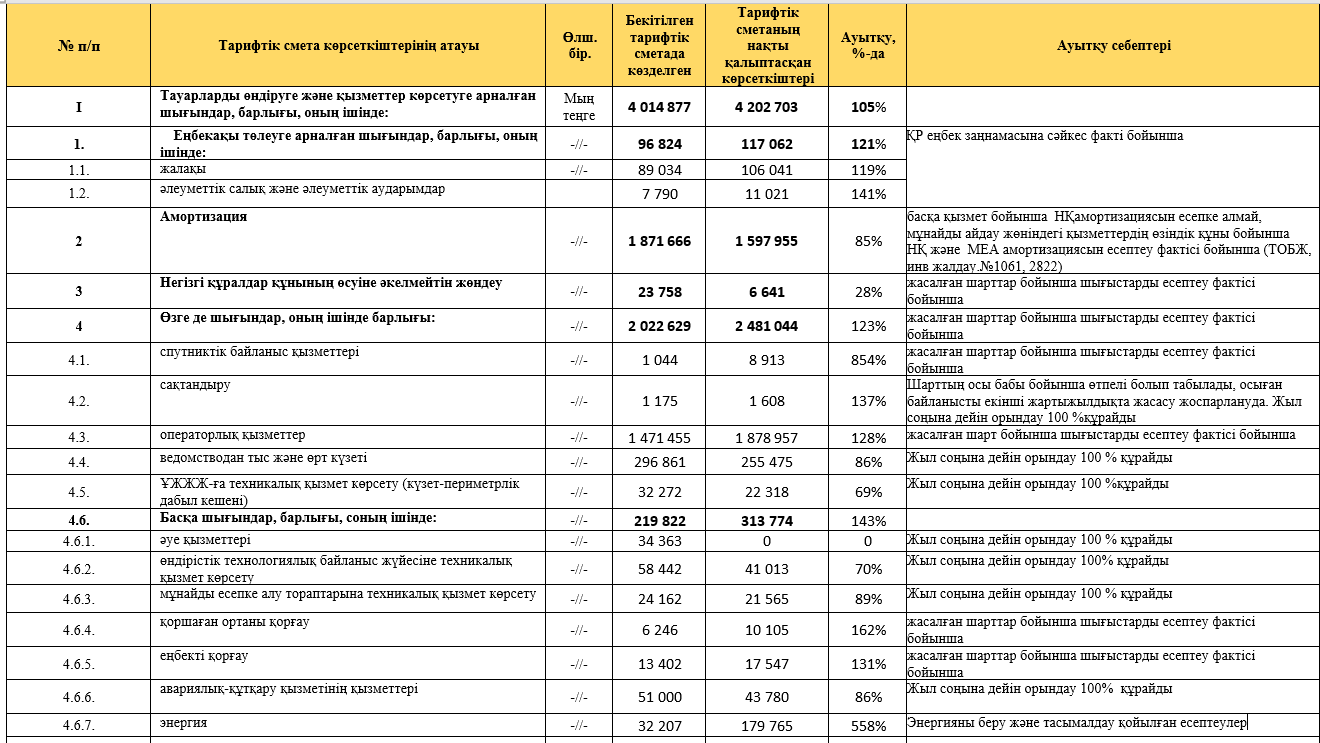 № п/п Тарифтік смета көрсеткіштерінің атауы Өлш. бір. Бекітілген тарифтік сметада көзделген Тарифтік сметаның нақты қалыптасқан көрсеткіштері Ауытқу, %-да Ауытқу себептері
I Тауарларды өндіруге және қызметтер көрсетуге арналған шығындар, барлығы, оның ішінде: Мың теңге 4 014 877 4 202 703 105%
1. Еңбекақы төлеуге арналған шығындар, барлығы, оның ішінде: -//- 96 824 117 062 121% ҚР еңбек заңнамасына сәйкес факті бойынша
1.1. жалақы -//- 89 034 106 041 119%
1.2. әлеуметтік салық және әлеуметтік аударымдар -//- 7 790 11 021 141%
2 Амортизация -//- 1 871 666 1 597 955 85% басқа қызмет бойынша НҚамортизациясын есепке алмай, мұнайды айдау жөніндегі қызметтердің өзіндік құны бойынша НҚ және МЕА амортизациясын есептеу фактісі бойынша (ТОБЖ, инв жалдау.№1061, 2822)
3 Негізгі құралдар құнының өсуіне әкелмейтін жөндеу -//- 23 758 6 641 28% жасалған шарттар бойынша шығыстарды есептеу фактісі бойынша
4 Өзге де шығындар, оның ішінде барлығы: -//- 2 022 629 2 481 044 123% жасалған шарттар бойынша шығыстарды есептеу фактісі бойынша
4.1. спутниктік байланыс қызметтері -//- 1 044 8 913 854% жасалған шарттар бойынша шығыстарды есептеу фактісі бойынша
4.2. сақтандыру -//- 1 175 1 608 137% Шарттың осы бабы бойынша өтпелі болып табылады, осыған байланысты екінші жартыжылдықта жасасу жоспарлануда. Жыл соңына дейін орындау 100 %құрайды
4.3. операторлық қызметтер -//- 1 471 455 1 878 957 128% жасалған шарт бойынша шығыстарды есептеу фактісі бойынша
4.4. ведомстводан тыс және өрт күзеті -//- 296 861 255 475 86% Жыл соңына дейін орындау 100 % құрайды
4.5. ҰЖЖЖ-ға техникалық қызмет көрсету (күзет-периметрлік дабыл кешені) -//- 32 272 22 318 69% Жыл соңына дейін орындау 100 %құрайды
4.6. Басқа шығындар, барлығы, соның ішінде: -//- 219 822 313 774 143%
4.6.1. әуе қызметтері -//- 34 363 0 0 Жыл соңына дейін орындау 100 % құрайды
4.6.2. өндірістік технологиялық байланыс жүйесіне техникалық қызмет көрсету -//- 58 442 41 013 70% Жыл соңына дейін орындау 100% құрайды
4.6.3. мұнайды есепке алу тораптарына техникалық қызмет көрсету -//- 24 162 21 565 89% Жыл соңына дейін орындау 100 % құрайды
4.6.4. қоршаған ортаны қорғау -//- 6 246 10 105 162% жасалған шарттар бойынша шығыстарды есептеу фактісі бойынша
4.6.5. еңбекті қорғау -//- 13 402 17 547 131% жасалған шарттар бойынша шығыстарды есептеу фактісі бойынша
4.6.6. авариялық-құтқару қызметінің қызметтері -//- 51 000 43 780 86% Жыл соңына дейін орындау 100% құрайды
4.6.7. энергия -//- 32 207 179 765 558% Энергияны беру және тасымалдау қойылған есептеулер